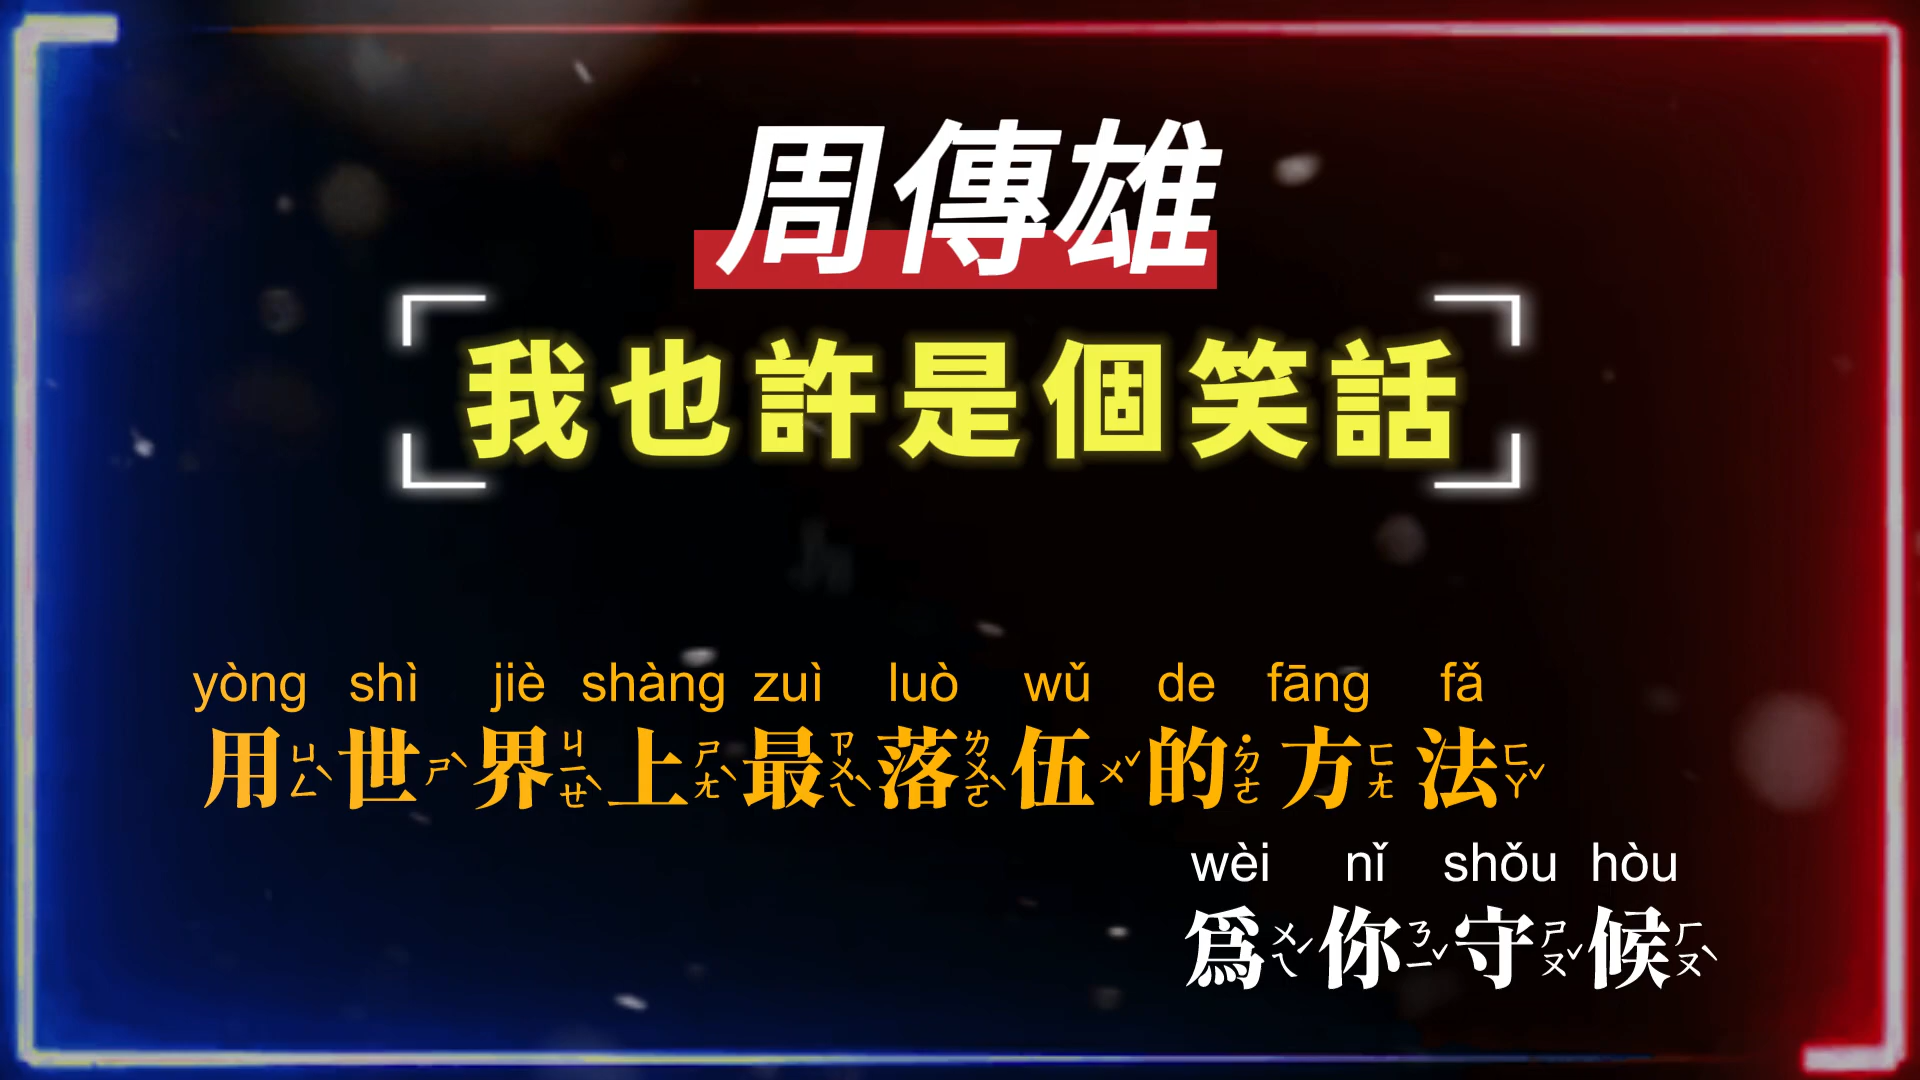 周傳雄
我也許是個笑話
yòng shì jiè shàng zuì luò wǔ de fāng fǎ
用ㄩㄥˋ世ㄕˋ界ㄐㄧㄝˋ上ㄕㄤˋ最ㄗㄨㄟˋ落ㄌㄨㄛˋ伍ㄨˇ的˙ㄉㄜ方ㄈㄤ法ㄈㄚˇ
wèi nǐ shǒu hòu
爲ㄨㄟˊ你ㄋㄧˇ守ㄕㄡˇ候ㄏㄡˋ